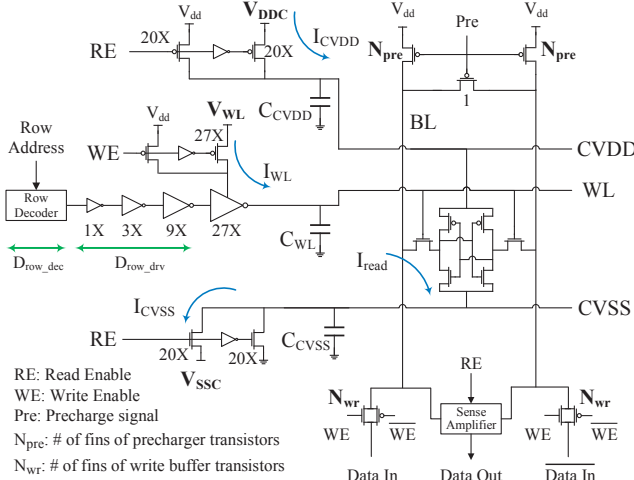 V_dd V_DDC I_CVDD V_dd Pre V_dd
RE 20X 20X N_pre N_pre
1
C_CVDD BL
V_dd V_WL
27X CVDD
Row Address WE I_WL WL
Row Decoder
1X 3X 9X 27X C_WL
D_row_dec D_row_drv I_read
I_CVSS CVSS
RE 20X 20X C_CVSS
V_SSC RE
RE: Read Enable
WE: Write Enable
Pre: Precharge signal
N_pre: # of fins of precharger transistors
N_wr: # of fins of write buffer transistors
N_wr Sense Amplifier N_wr
WE WE WE WE
Data In Data Out Data In